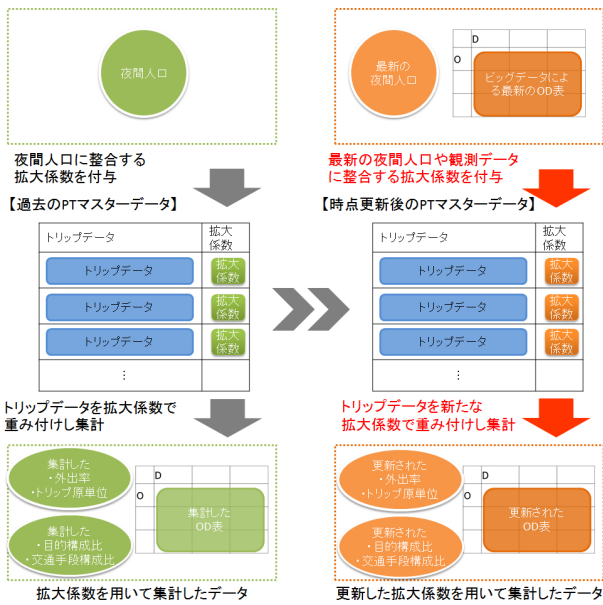 夜間人口
夜間人口に整合する
拡大係数を付与
【過去のPTマスターデータ】
トリップデータ
拡大
係数
トリップデータ
拡大
係数
トリップデータ
拡大
係数
トリップデータ
拡大
係数
⋮
トリップデータを拡大係数で
重み付けし集計
集計した
・外出率
・トリップ原単位
集計した
・目的構成比
・交通手段構成比
D
O
集計した
OD表
拡大係数を用いて集計したデータ
最新の
夜間人口
D
O
ビッグデータによ
る最新のOD表
最新の夜間人口や観測データ
に整合する拡大係数を付与
【時点更新後のPTマスターデータ】
トリップデータ
拡大
係数
トリップデータ
拡大
係数
トリップデータ
拡大
係数
トリップデータ
拡大
係数
⋮
トリップデータを新たな
拡大係数で重み付けし集計
更新された
・外出率
・トリップ原単位
更新された
・目的構成比
・交通手段構成比
D
O
更新された
OD表
更新した拡大係数を用いて集計したデータ